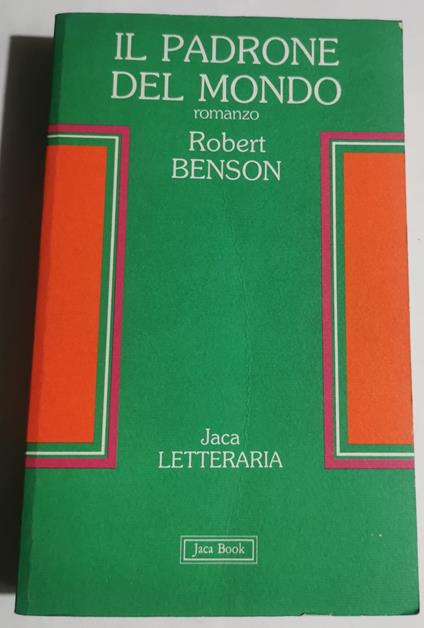 IL PADRONE
DEL MONDO
romanzo
Robert
BENSON
Jaca
LETTERARIA
Jaca Book